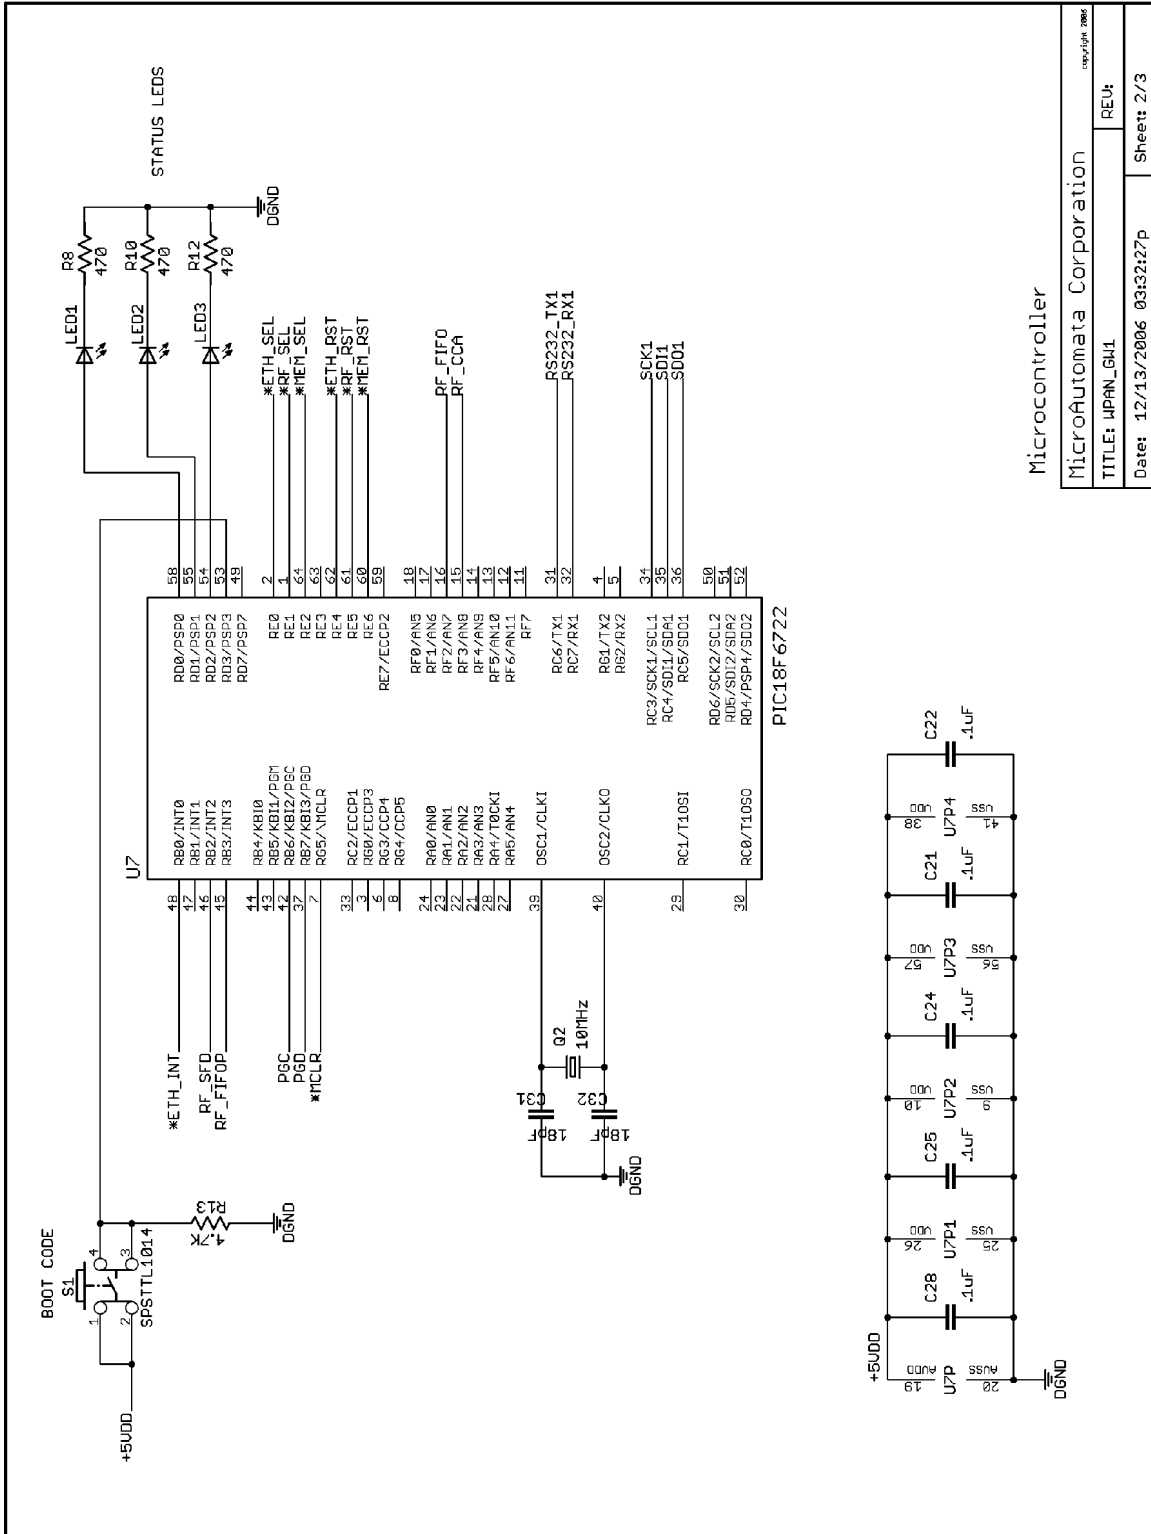 BOOT CODE
S1
1
2
4
3
SPSTTL1014
+5VDD
R13
4.7K
DGND
STATUS LEDS
LED1
R8
470
LED2
R10
470
LED3
R12
470
DGND
U7
*ETH_INT
RF_SFD
RF_FIFOP
PGC
PGD
*MCLR
48 RB0/INT0
47 RB1/INT1
46 RB2/INT2
45 RB3/INT3
44 RB4/KBI0
43 RB5/KBI1/PGM
42 RB6/KBI2/PGC
37 RB7/KBI3/PGD
7 RG5/\MCLR
33 RC2/ECCP1
3 RG0/ECCP3
6 RG3/CCP4
8 RG4/CCP5
24 RA0/AN0
23 RA1/AN1
22 RA2/AN2
21 RA3/AN3
28 RA4/T0CKI
27 RA5/AN4
39 OSC1/CLKI
40 OSC2/CLKO
29 RC1/T1OSI
30 RC0/T1OSO
RD0/PSP0 58
RD1/PSP1 55
RD2/PSP2 54
RD3/PSP3 53
RD7/PSP7 49
RE0 2 *ETH_SEL
RE1 1 *RF_SEL
RE2 64 *MEM_SEL
RE3 63
RE4 62 *ETH_RST
RE5 61 *RF_RST
RE6 60 *MEM_RST
RE7/ECCP2 59
RF0/AN5 18
RF1/AN6 17
RF2/AN7 16 RF_FIFO
RF3/AN8 15 RF_CCA
RF4/AN9 14
RF5/AN10 13
RF6/AN11 12
RF7 11
RC6/TX1 31 RS232_TX1
RC7/RX1 32 RS232_RX1
RG1/TX2 4
RG2/RX2 5
RC3/SCK1/SCL1 34 SCK1
RC4/SDI1/SDA1 35 SDI1
RC5/SDO1 36 SDO1
RD6/SCK2/SCL2 50
RD5/SDI2/SDA2 51
RD4/PSP4/SDO2 52
PIC18F6722
C31
18pF
C32
18pF
Q2
10MHz
DGND
+5VDD
19 AVDD
U7P
20 AVSS
C28
.1uF
26 VDD
U7P1
25 VSS
C25
.1uF
10 VDD
U7P2
9 VSS
C24
.1uF
57 VDD
U7P3
56 VSS
C21
.1uF
38 VDD
U7P4
41 VSS
C22
.1uF
DGND
Microcontroller
MicroAutomata Corporation
copyright 2006
TITLE: WPAN_GW1
REV:
Date: 12/13/2006 03:32:27p
Sheet: 2/3